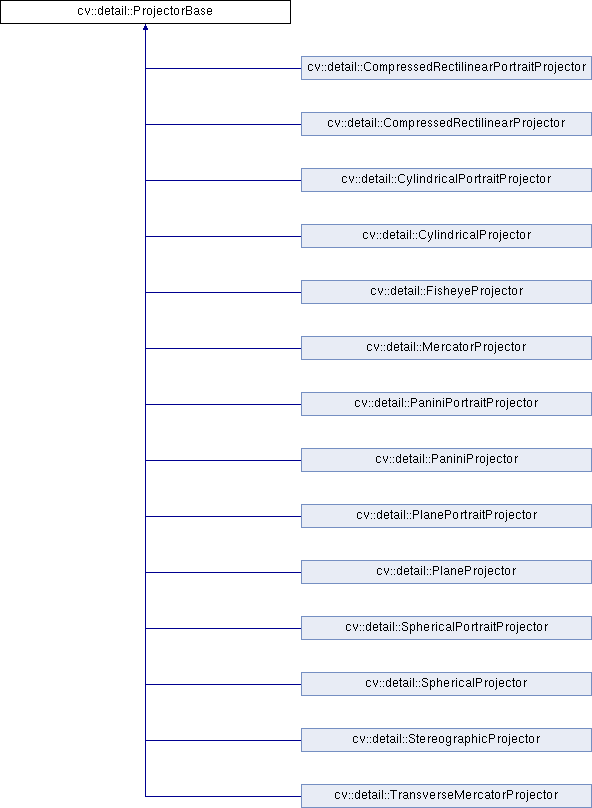 cv::detail::ProjectorBase
cv::detail::CompressedRectilinearPortraitProjector
cv::detail::CompressedRectilinearProjector
cv::detail::CylindricalPortraitProjector
cv::detail::CylindricalProjector
cv::detail::FisheyeProjector
cv::detail::MercatorProjector
cv::detail::PaniniPortraitProjector
cv::detail::PaniniProjector
cv::detail::PlanePortraitProjector
cv::detail::PlaneProjector
cv::detail::SphericalPortraitProjector
cv::detail::SphericalProjector
cv::detail::StereographicProjector
cv::detail::TransverseMercatorProjector